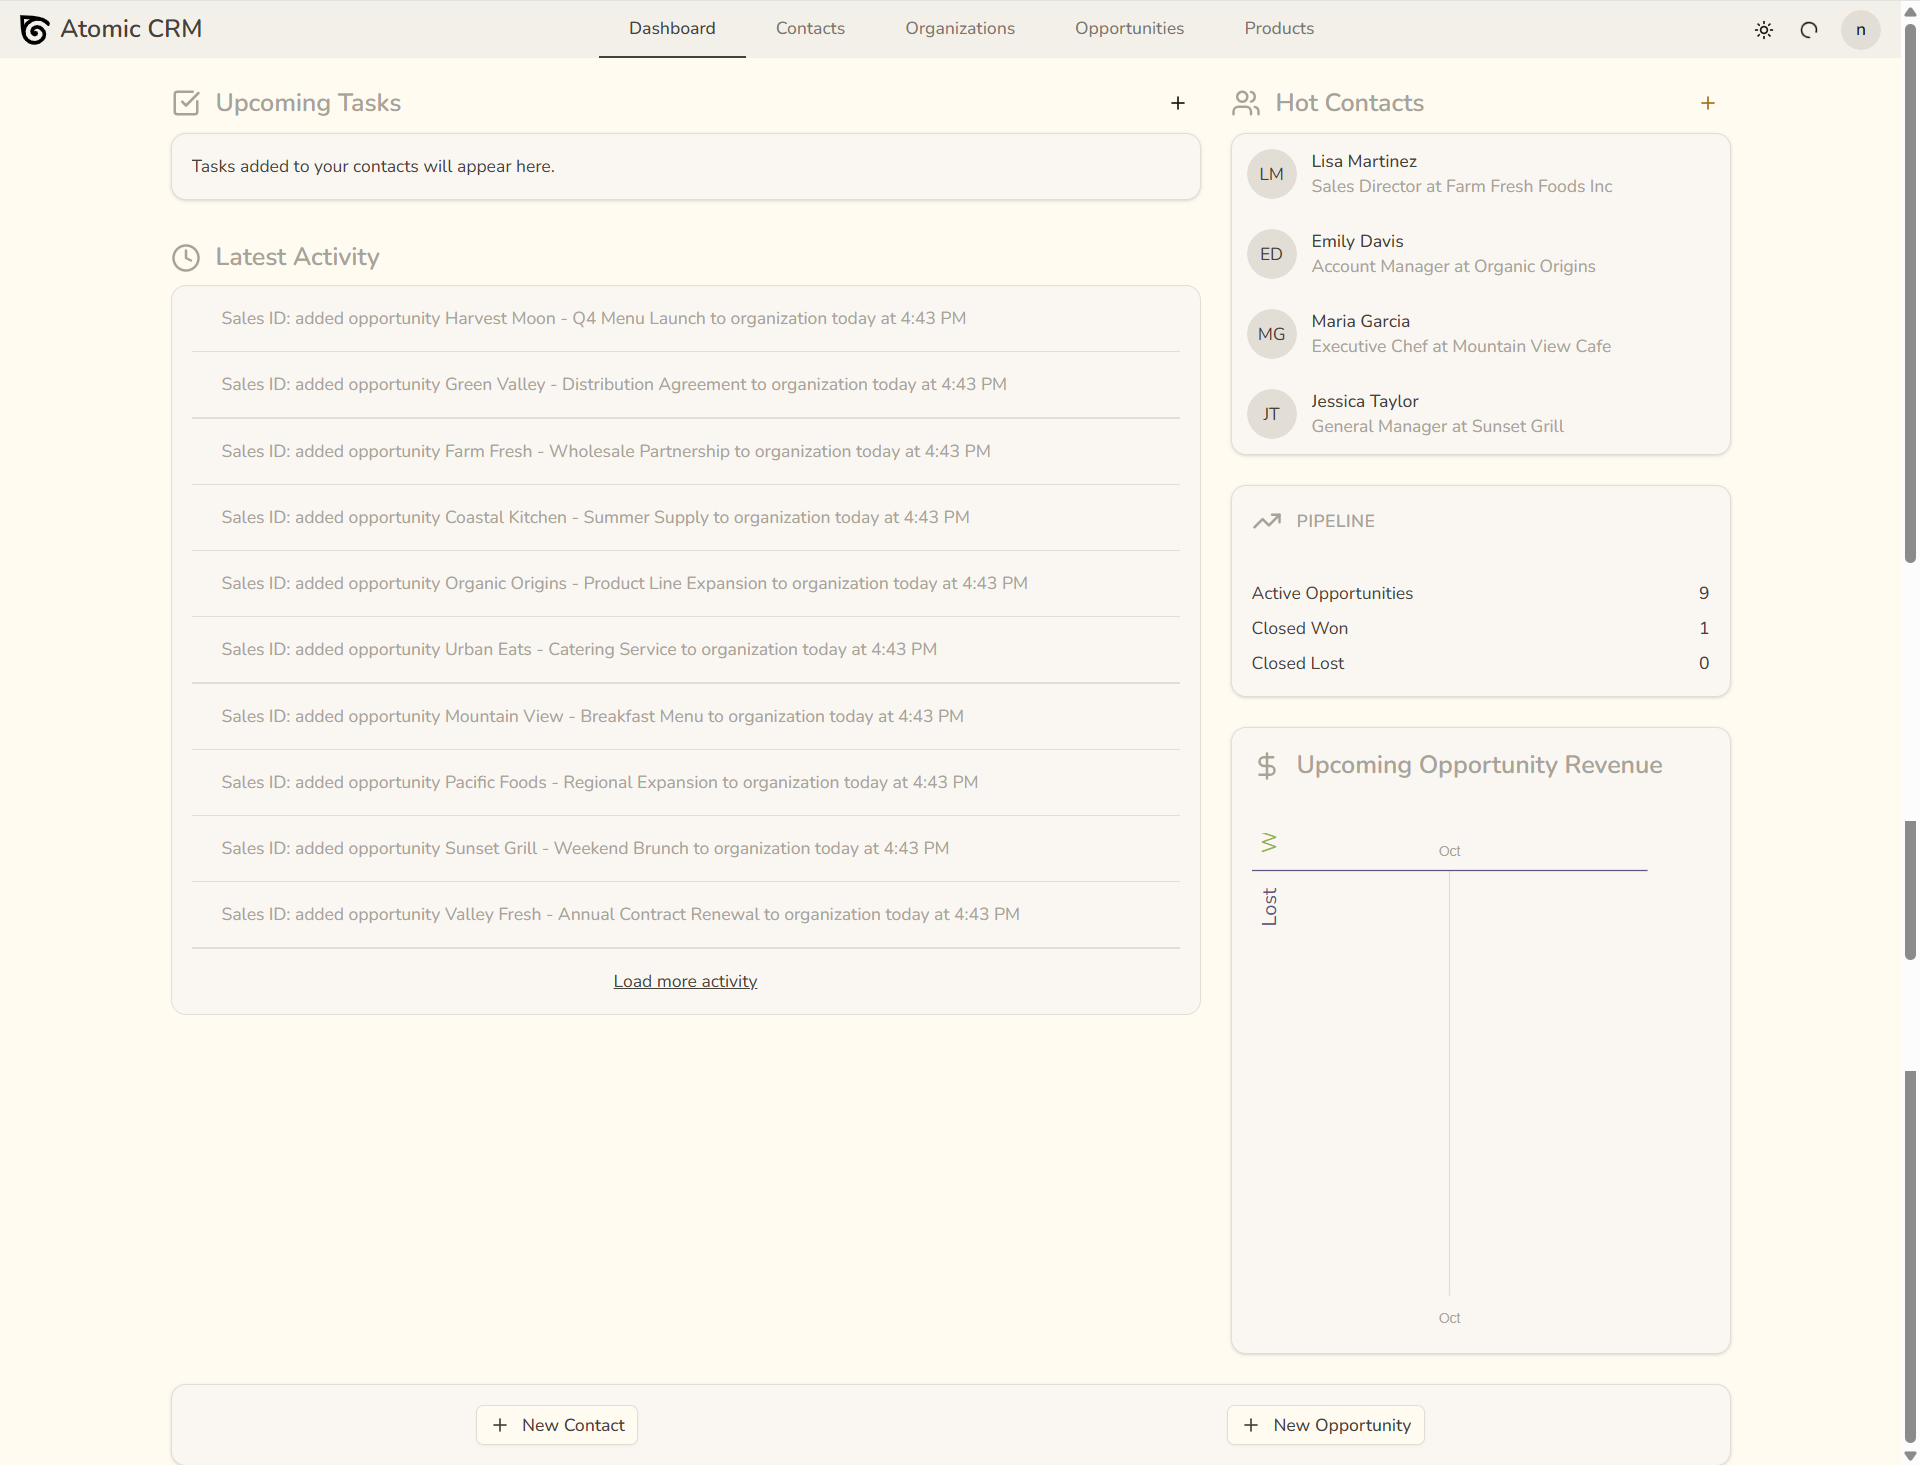 Atomic CRM
Dashboard
Contacts
Organizations
Opportunities
Products
n
Upcoming Tasks
Tasks added to your contacts will appear here.
Latest Activity
Sales ID: added opportunity Harvest Moon - Q4 Menu Launch to organization today at 4:43 PM
Sales ID: added opportunity Green Valley - Distribution Agreement to organization today at 4:43 PM
Sales ID: added opportunity Farm Fresh - Wholesale Partnership to organization today at 4:43 PM
Sales ID: added opportunity Coastal Kitchen - Summer Supply to organization today at 4:43 PM
Sales ID: added opportunity Organic Origins - Product Line Expansion to organization today at 4:43 PM
Sales ID: added opportunity Urban Eats - Catering Service to organization today at 4:43 PM
Sales ID: added opportunity Mountain View - Breakfast Menu to organization today at 4:43 PM
Sales ID: added opportunity Pacific Foods - Regional Expansion to organization today at 4:43 PM
Sales ID: added opportunity Sunset Grill - Weekend Brunch to organization today at 4:43 PM
Sales ID: added opportunity Valley Fresh - Annual Contract Renewal to organization today at 4:43 PM
Load more activity
Hot Contacts
LM
Lisa Martinez
Sales Director at Farm Fresh Foods Inc
ED
Emily Davis
Account Manager at Organic Origins
MG
Maria Garcia
Executive Chef at Mountain View Cafe
JT
Jessica Taylor
General Manager at Sunset Grill
PIPELINE
Active Opportunities 9
Closed Won 1
Closed Lost 0
Upcoming Opportunity Revenue
W
Oct
Lost
Oct
New Contact
New Opportunity